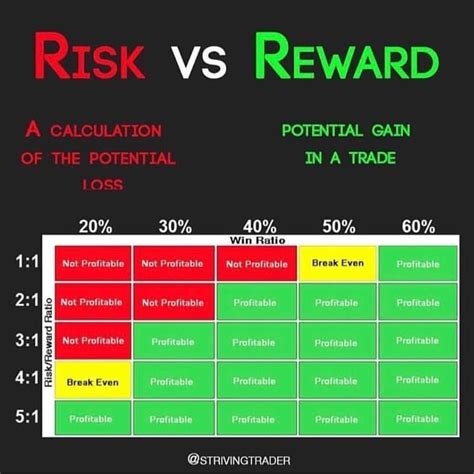 RISK VS REWARD
A CALCULATION OF THE POTENTIAL LOSS
POTENTIAL GAIN IN A TRADE
20% 30% 40% 50% 60%
Win Ratio
Risk/Reward Ratio
1:1 Not Profitable Not Profitable Not Profitable Break Even Profitable
2:1 Not Profitable Not Profitable Profitable Profitable Profitable
3:1 Not Profitable Profitable Profitable Profitable Profitable
4:1 Break Even Profitable Profitable Profitable Profitable
5:1 Profitable Profitable Profitable Profitable Profitable
@STRIVINGTRADER